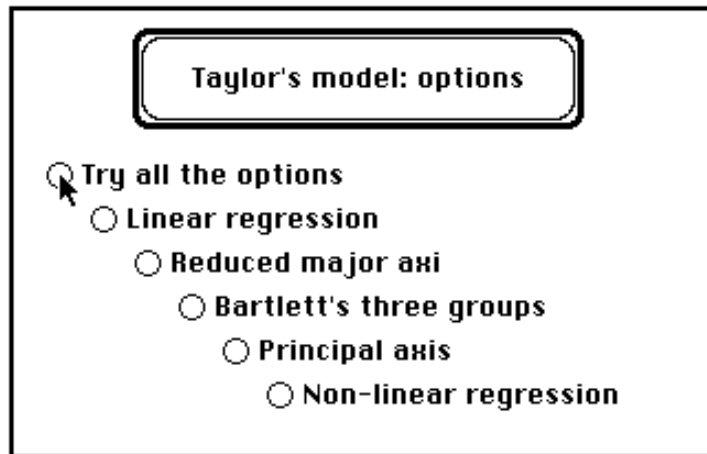 Taylor's model: options
Try all the options
Linear regression
Reduced major axi
Bartlett's three groups
Principal axis
Non-linear regression